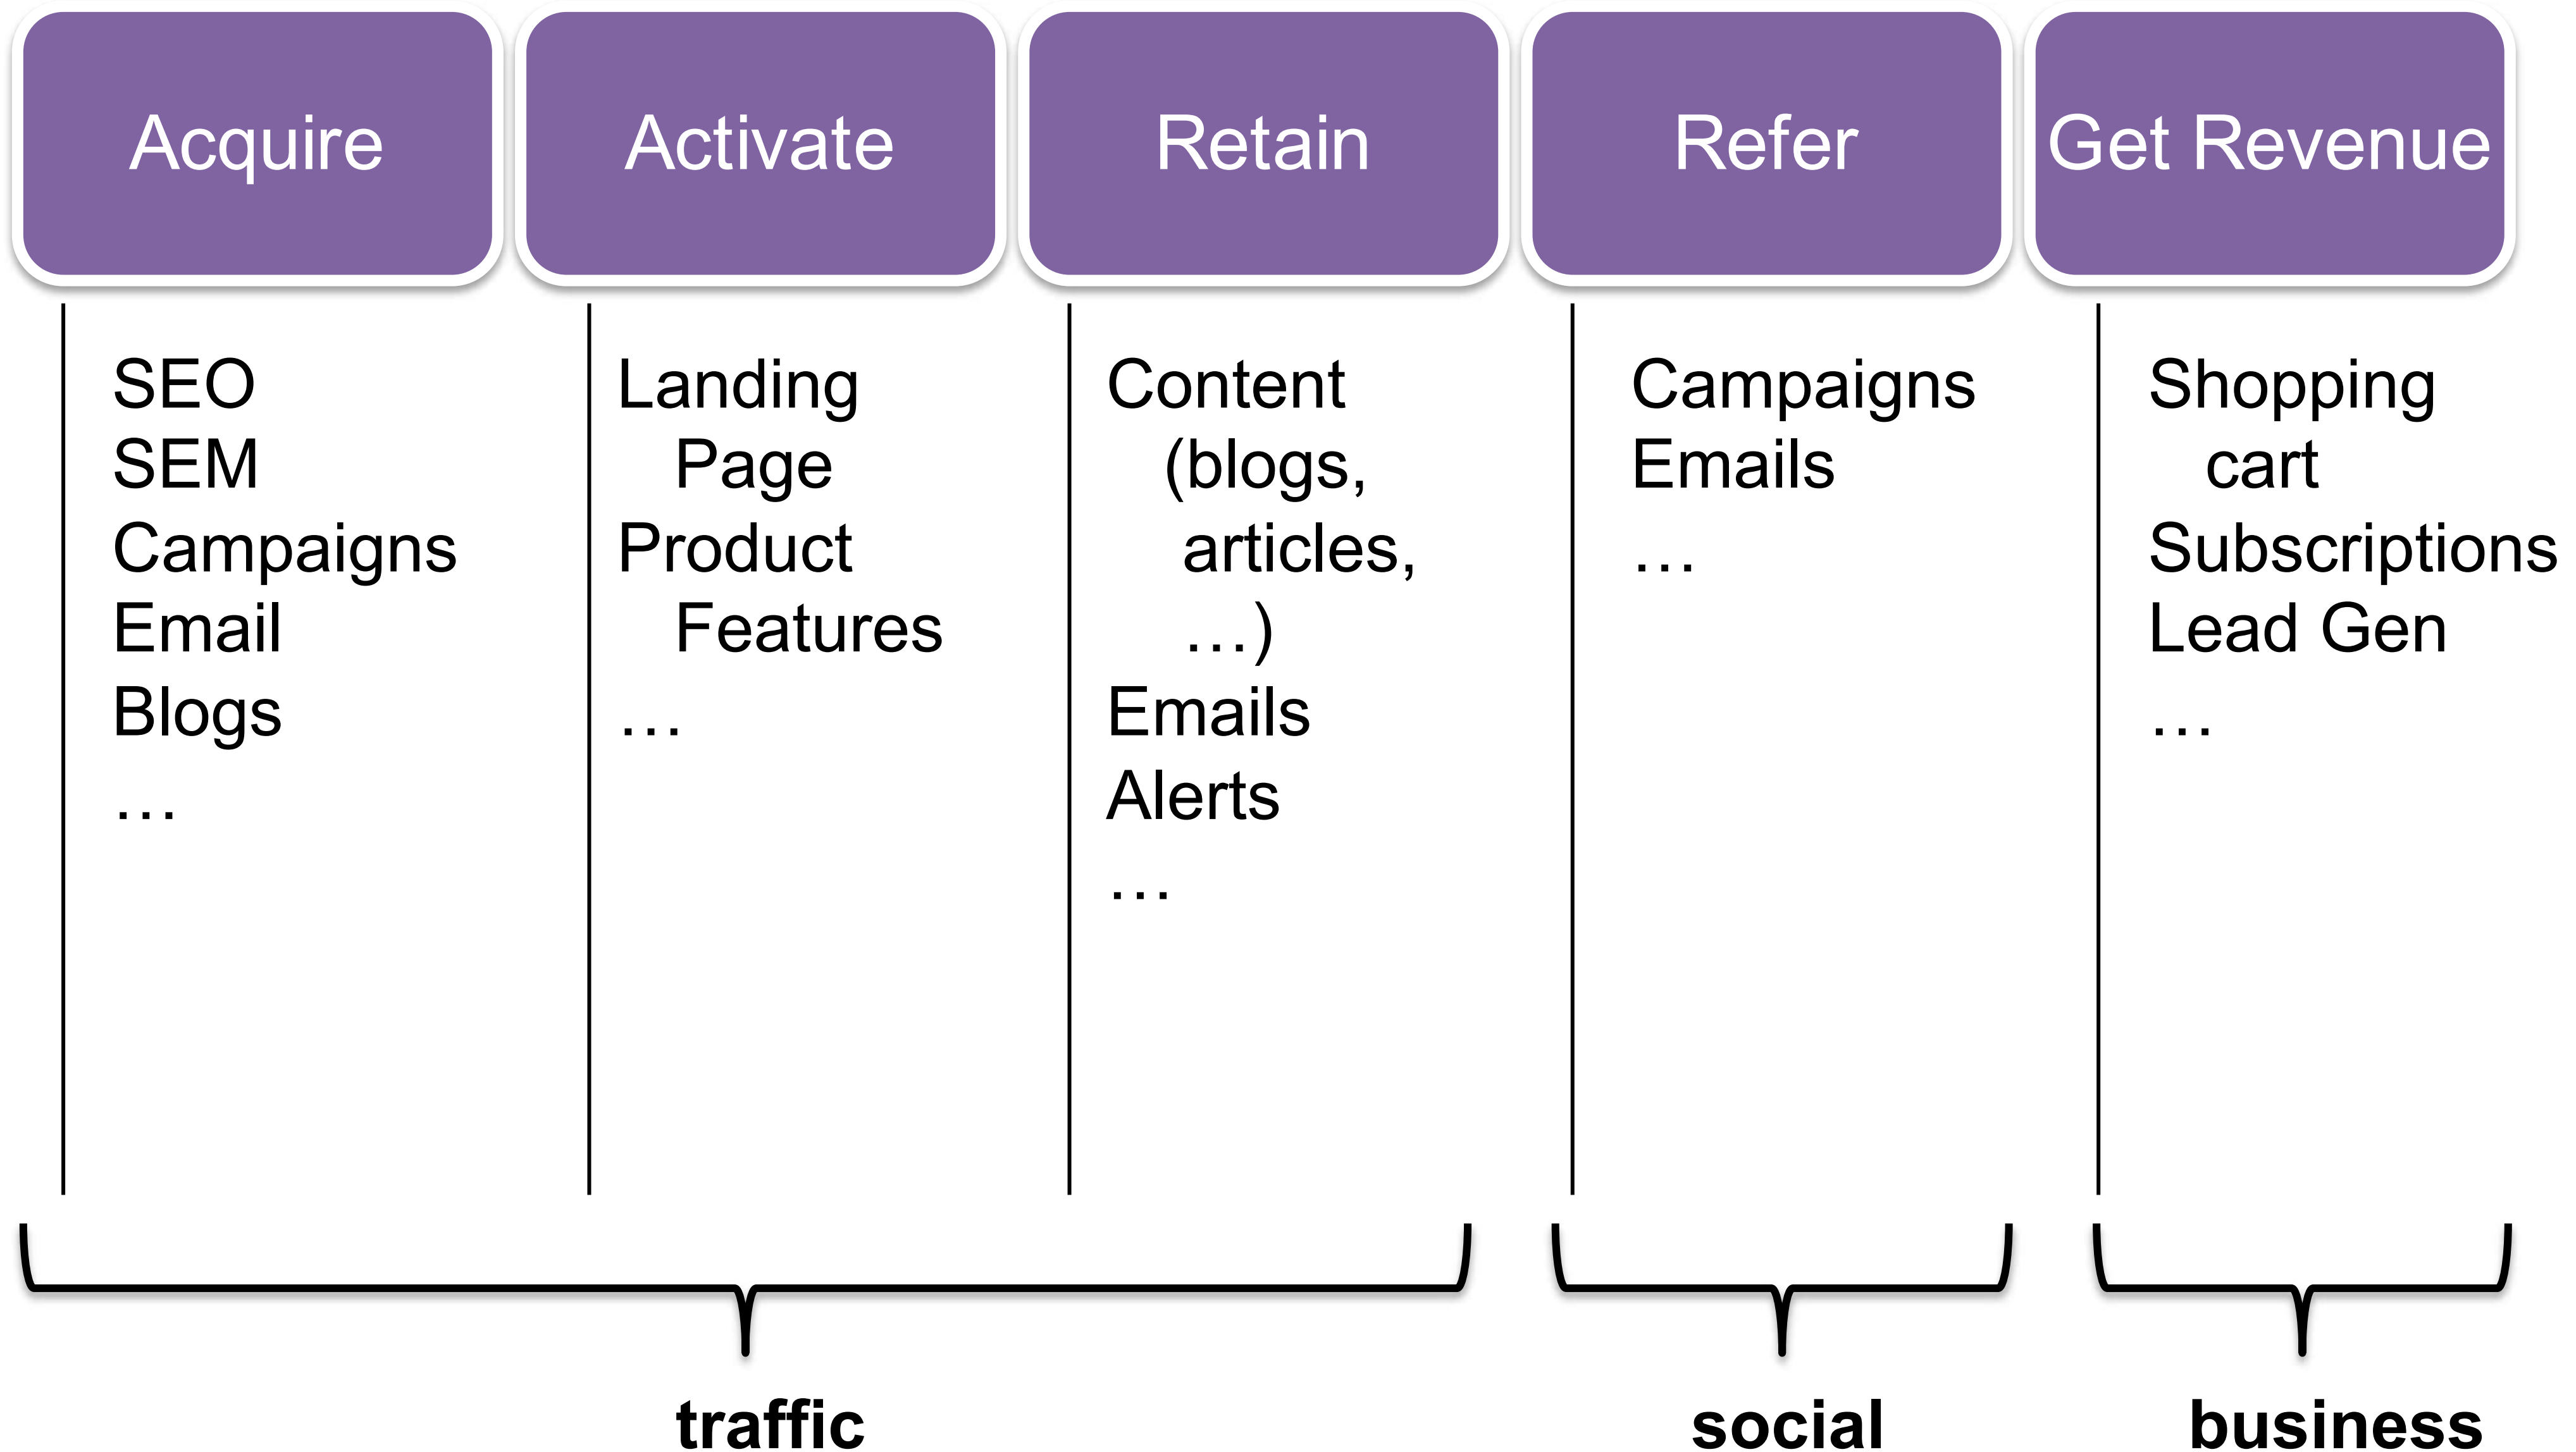 Acquire
Activate
Retain
Refer
Get Revenue
SEO
SEM
Campaigns
Email
Blogs
…
Landing
Page
Product
Features
…
Content
(blogs,
articles,
…)
Emails
Alerts
…
Campaigns
Emails
…
Shopping
cart
Subscriptions
Lead Gen
…
traffic
social
business